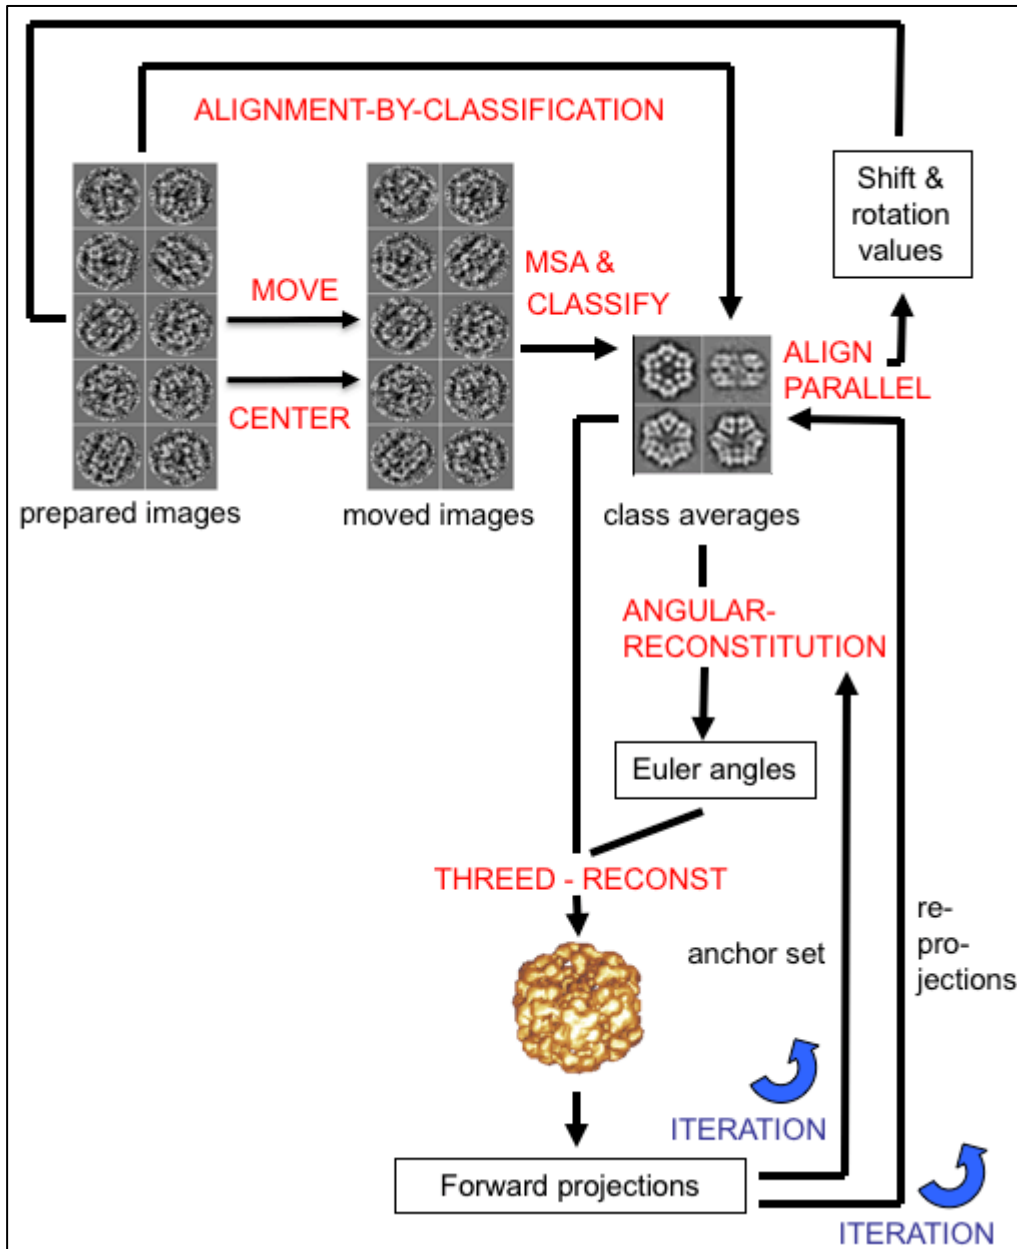 ALIGNMENT-BY-CLASSIFICATION
Shift &
rotation
values
MOVE
CENTER
MSA &
CLASSIFY
ALIGN
PARALLEL
prepared images
moved images
class averages
ANGULAR-
RECONSTITUTION
Euler angles
THREED - RECONST
anchor set
re-
pro-
jections
ITERATION
Forward projections
ITERATION